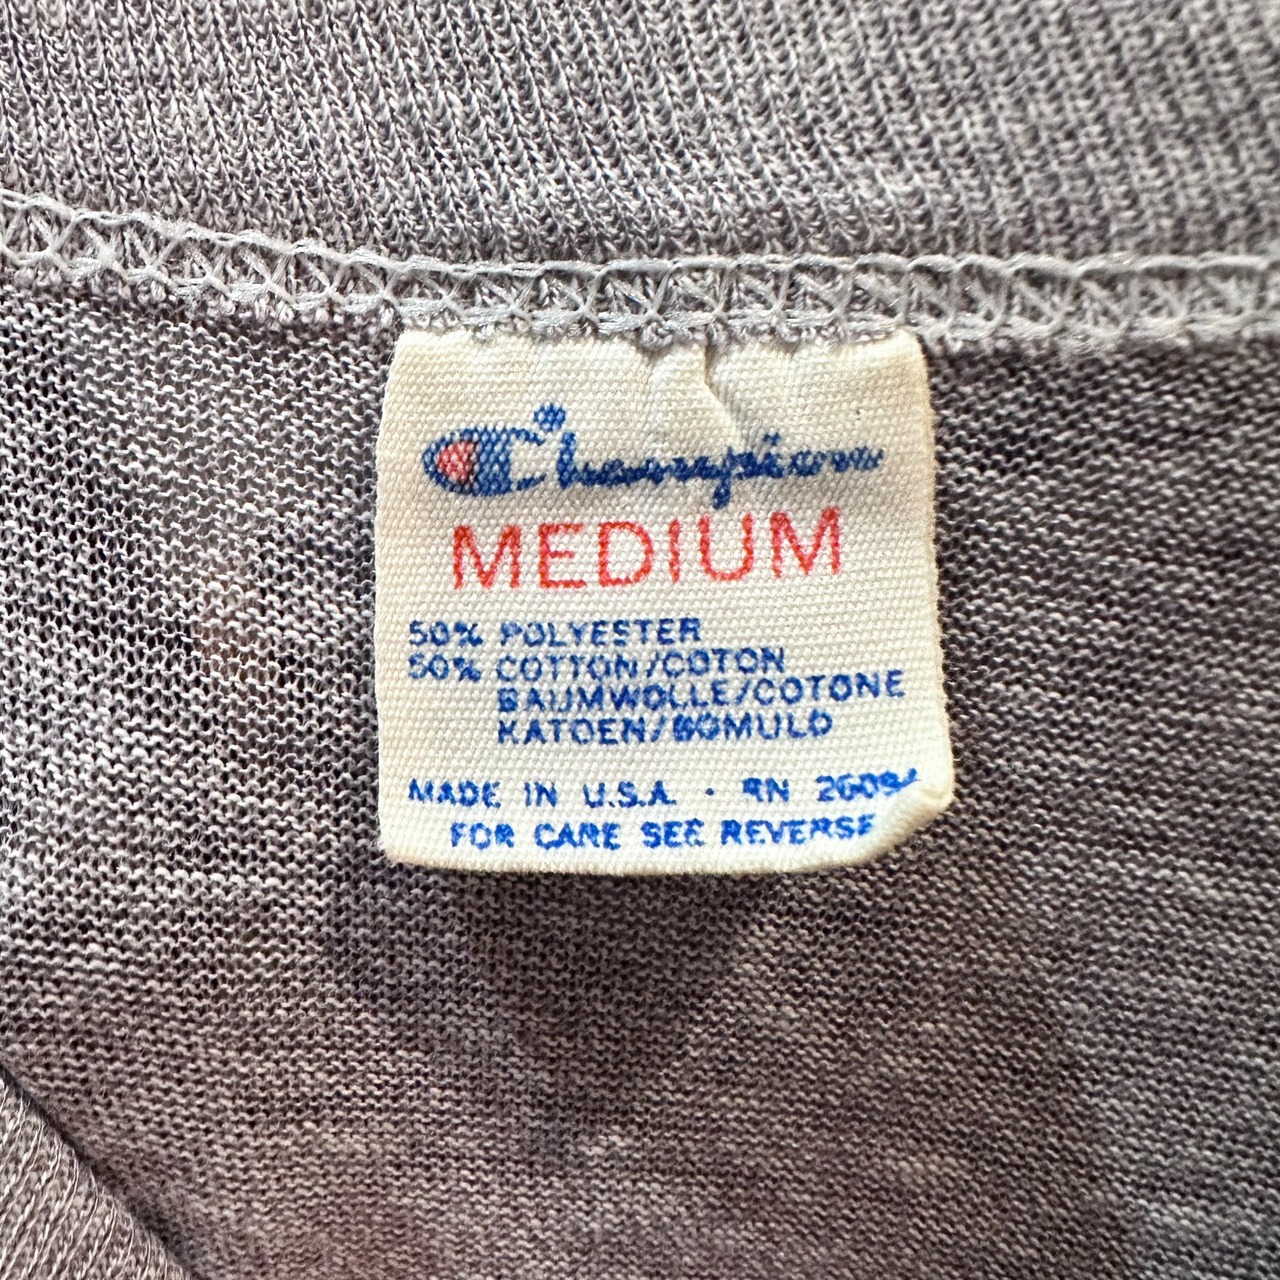 Champion
MEDIUM
50% POLYESTER
50% COTTON/COTON
BAUMWOLLE/COTONE
KATOEN/BOMULD
MADE IN U.S.A. · RN 26094
FOR CARE SEE REVERSE